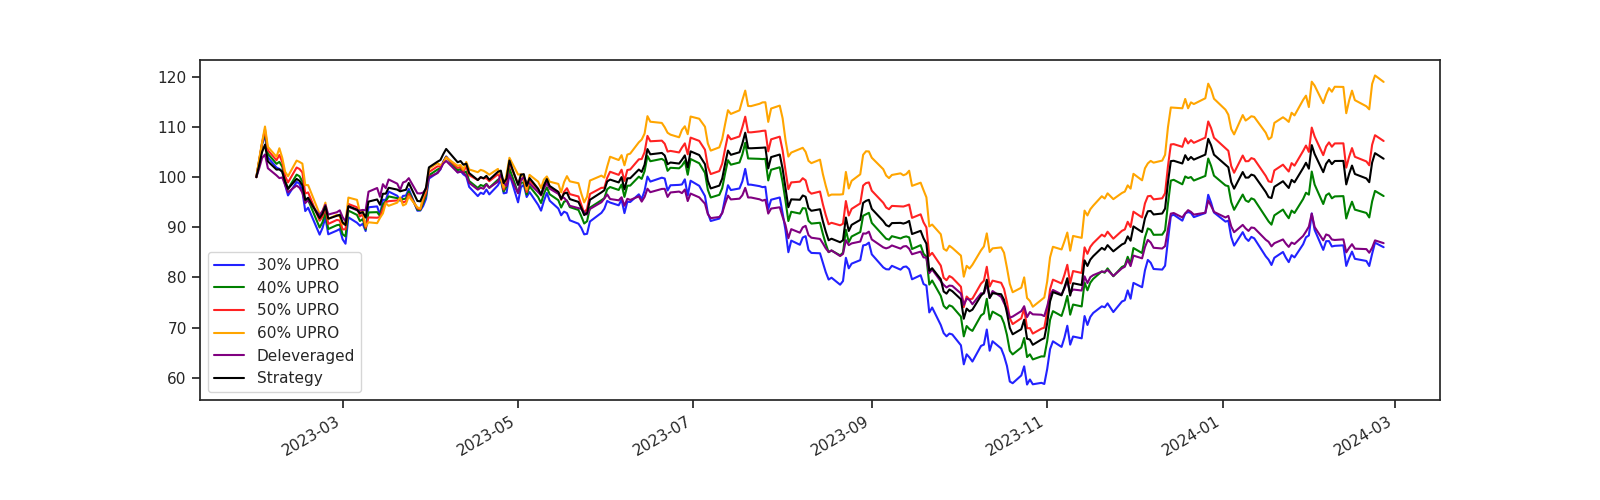 120
110
100
90
80
70
60
30% UPRO
40% UPRO
50% UPRO
60% UPRO
Deleveraged
Strategy
2023-03
2023-05
2023-07
2023-09
2023-11
2024-01
2024-03